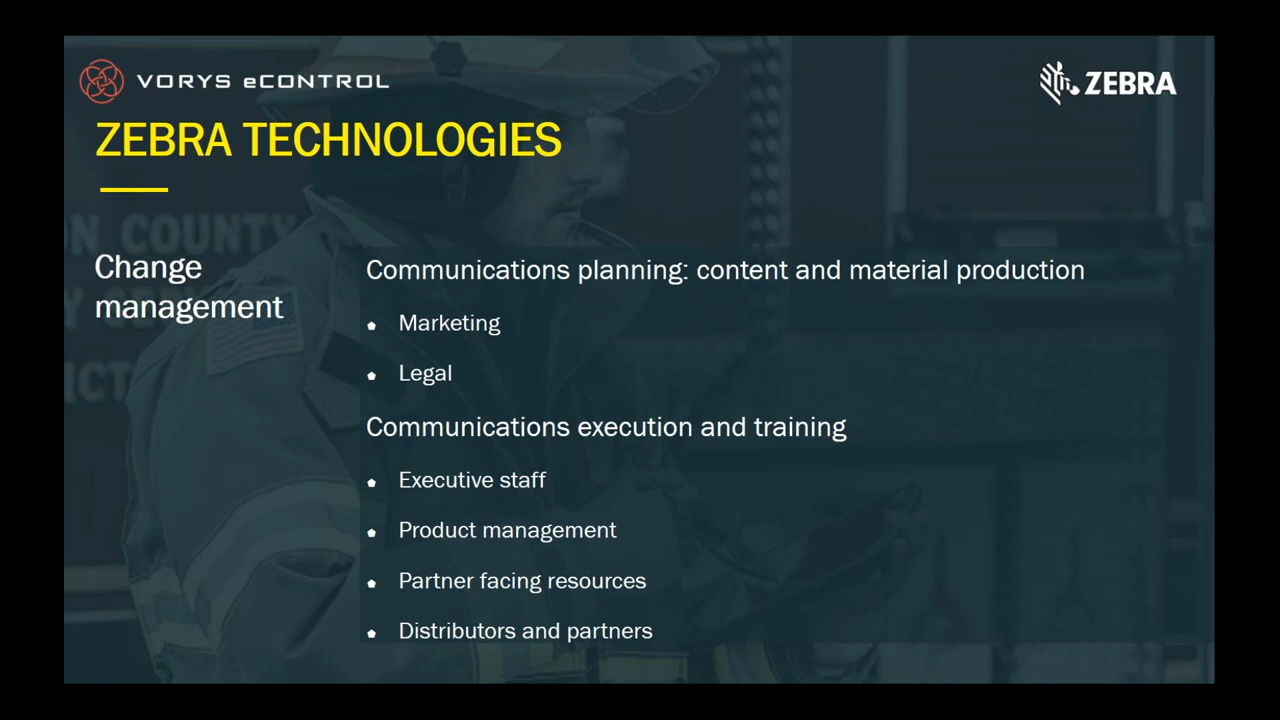 VORYS eCONTROL
ZEBRA
ZEBRA TECHNOLOGIES
N COUNTY
Change
management
Communications planning: content and material production
Marketing
Legal
Communications execution and training
Executive staff
Product management
Partner facing resources
Distributors and partners